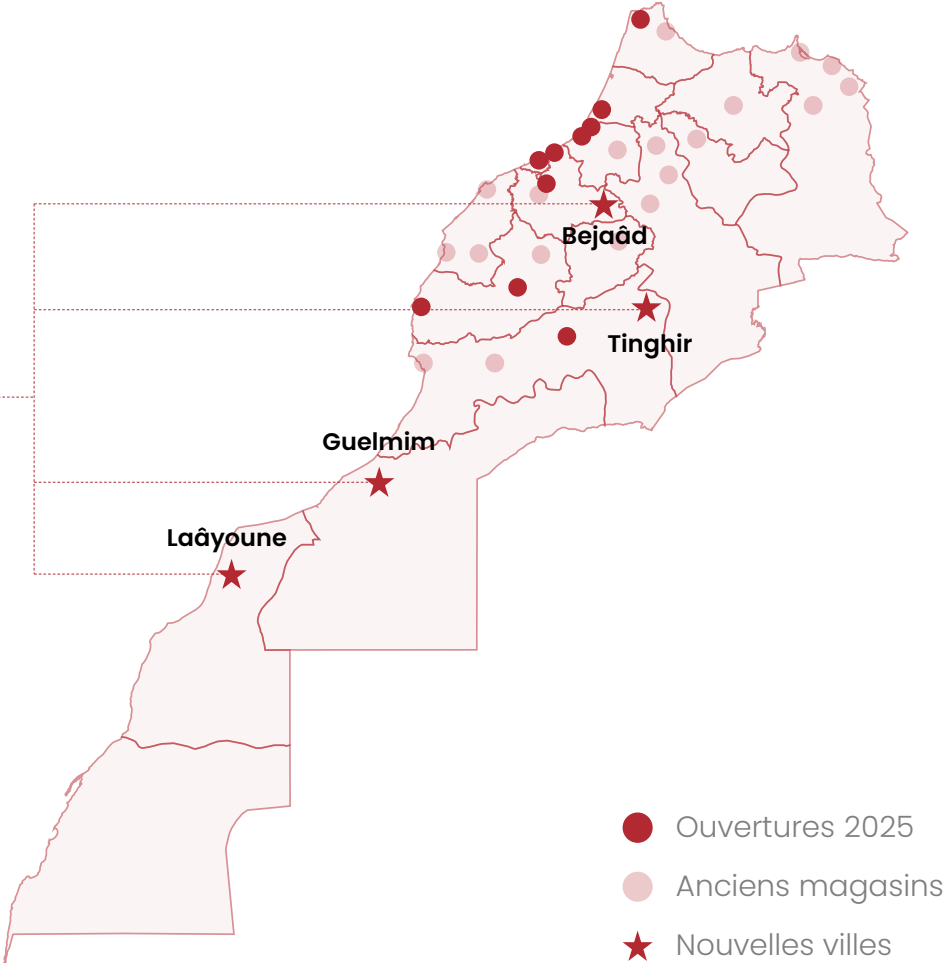 Bejaâd
Tinghir
Guelmim
Laâyoune
Ouvertures 2025
Anciens magasins
Nouvelles villes